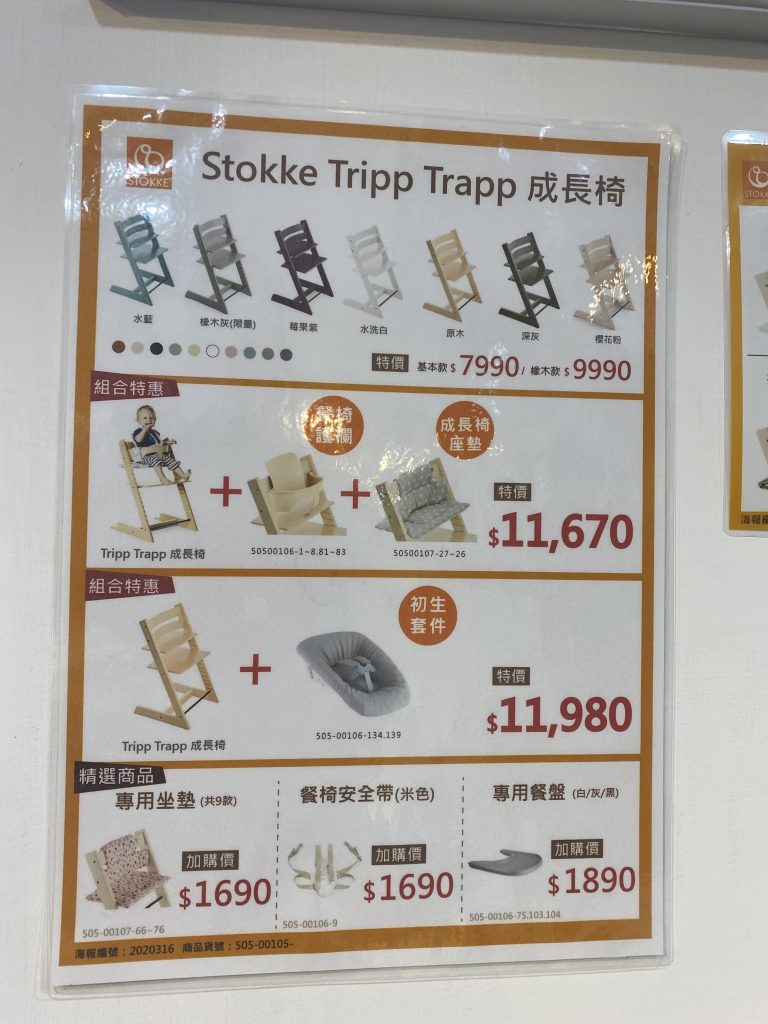 STOKKE
Stokke Tripp Trapp 成長椅
水藍
橡木灰(限量)
莓果紫
水洗白
原木
深灰
櫻花粉
特價 基本款 $ 7990 / 橡木款 $ 9990
組合特惠
餐椅
護欄
成長椅
座墊
特價
$11,670
Tripp Trapp 成長椅
50500106-1~8.81~83
50500107-27~26
組合特惠
初生
套件
特價
$11,980
Tripp Trapp 成長椅
505-00106-134.139
精選商品
專用坐墊 (共9款)
加購價
$1690
505-00107-66~76
餐椅安全帶(米色)
加購價
$1690
505-00106-9
專用餐盤 (白/灰/黑)
加購價
$1890
505-00106-75.103.104
海報編號：2020316 商品貨號：505-00105-
海報編